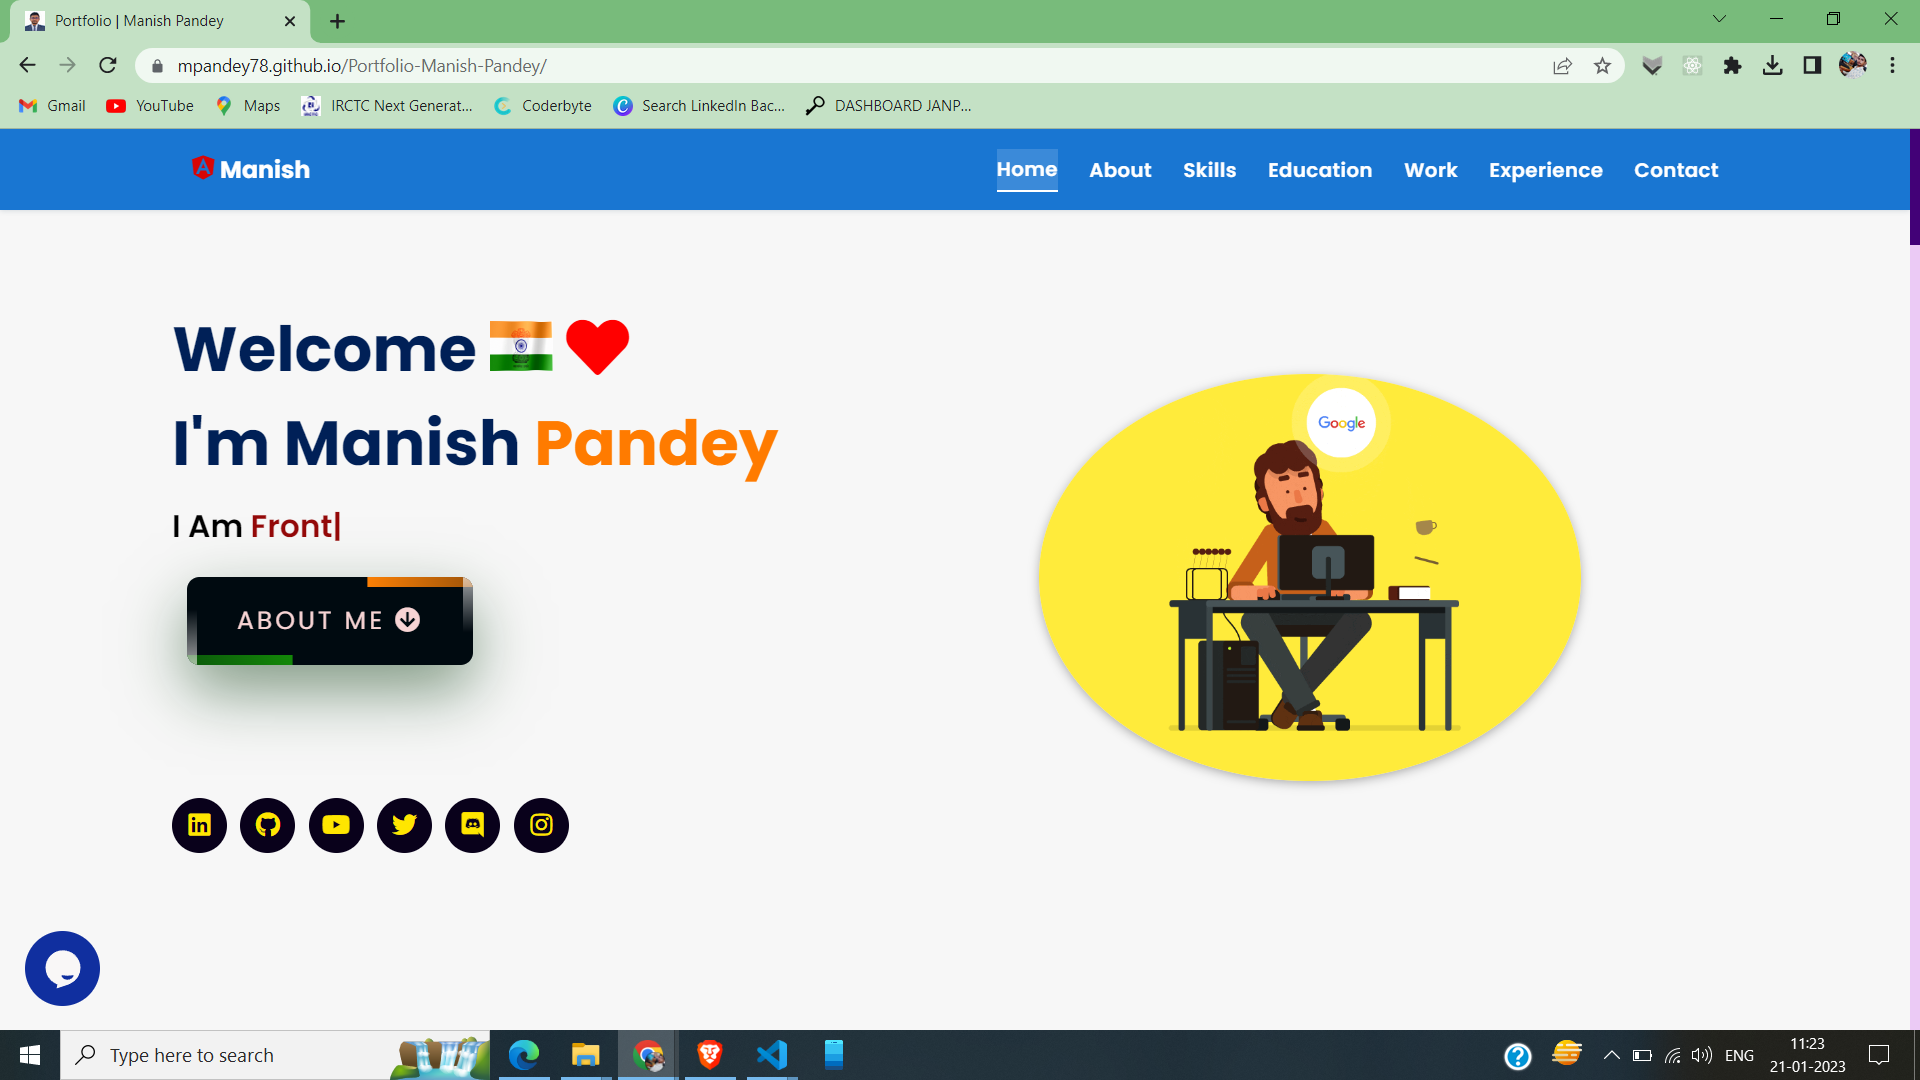 Portfolio | Manish Pandey
mpandey78.github.io/Portfolio-Manish-Pandey/
Gmail YouTube Maps IRCTC Next Generat... Coderbyte Search LinkedIn Bac... DASHBOARD JANP...
Manish Home About Skills Education Work Experience Contact
Welcome
I'm Manish Pandey
I Am Front|
ABOUT ME
Google
Type here to search
ENG
11:23
21-01-2023